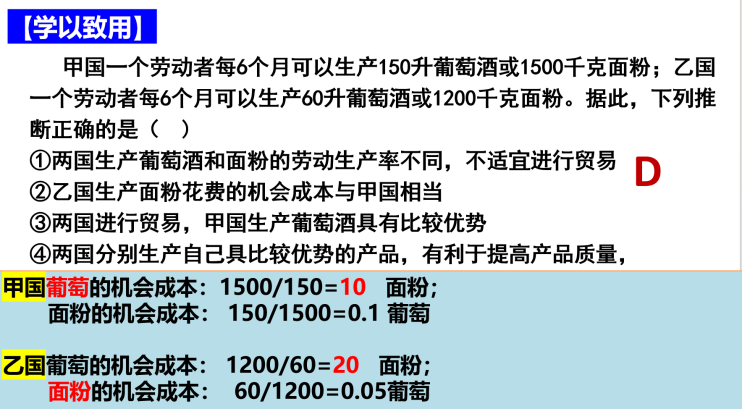 【学以致用】
甲国一个劳动者每6个月可以生产150升葡萄酒或1500千克面粉；乙国
一个劳动者每6个月可以生产60升葡萄酒或1200千克面粉。据此，下列推
断正确的是（ ）
①两国生产葡萄酒和面粉的劳动生产率不同，不适宜进行贸易
D
②乙国生产面粉花费的机会成本与甲国相当
③两国进行贸易，甲国生产葡萄酒具有比较优势
④两国分别生产自己具比较优势的产品，有利于提高产品质量，
甲国葡萄的机会成本：1500/150=10 面粉；
面粉的机会成本： 150/1500=0.1 葡萄
乙国葡萄的机会成本： 1200/60=20 面粉；
面粉的机会成本： 60/1200=0.05葡萄